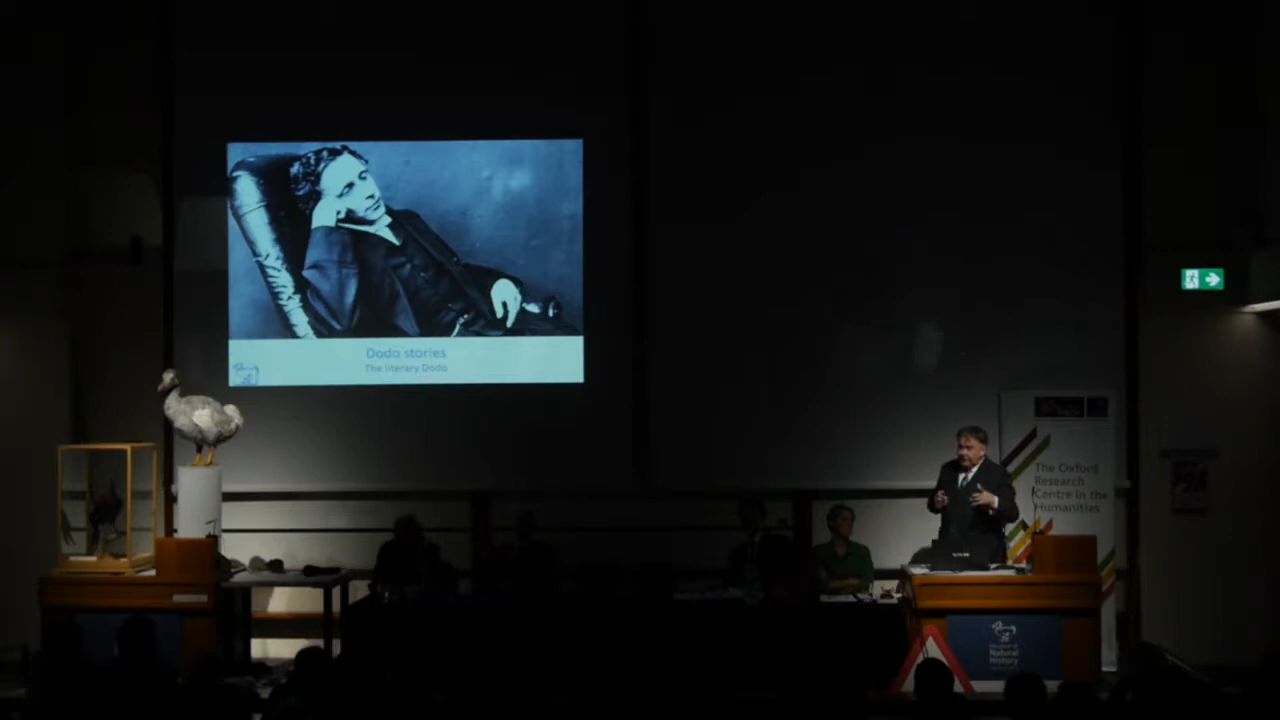 Dodo stories
The literary Dodo
The Oxford
Research
Centre in the
Humanities
Natural
History